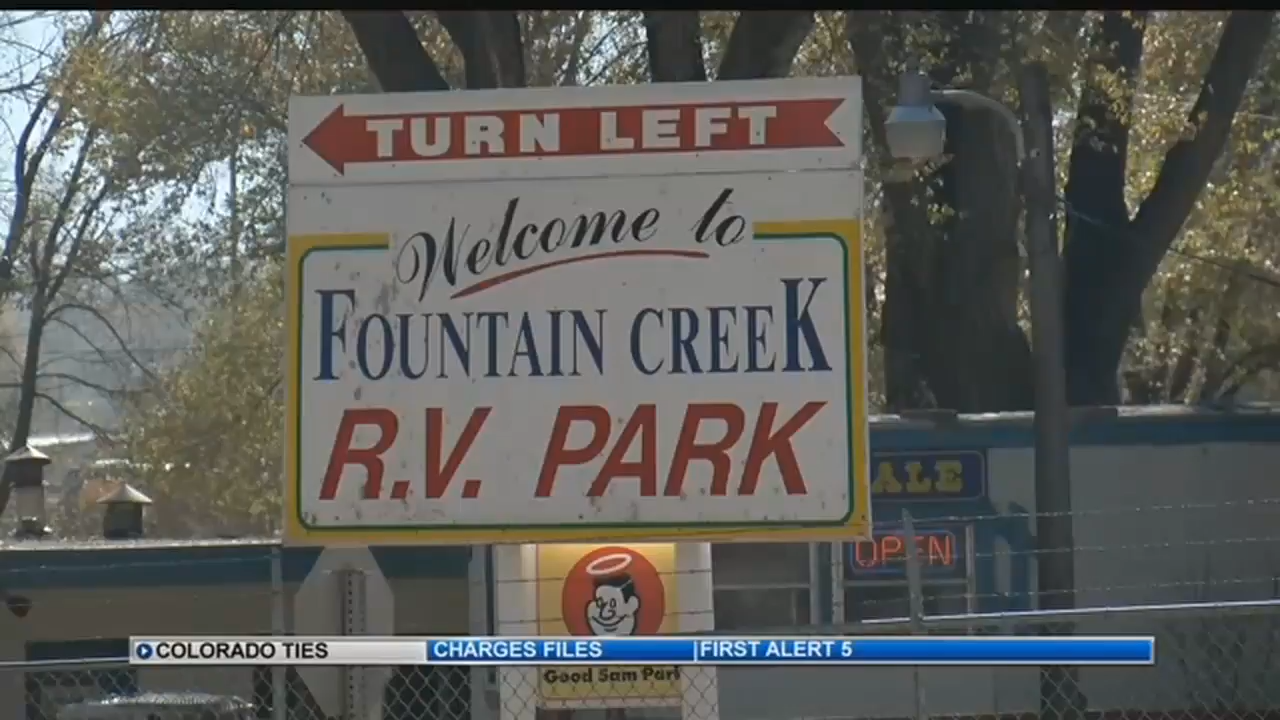 TURN LEFT
Welcome to
FOUNTAIN CREEK
R.V. PARK
ALE
OPEN
COLORADO TIES
CHARGES FILES
FIRST ALERT 5
Good Sam Park